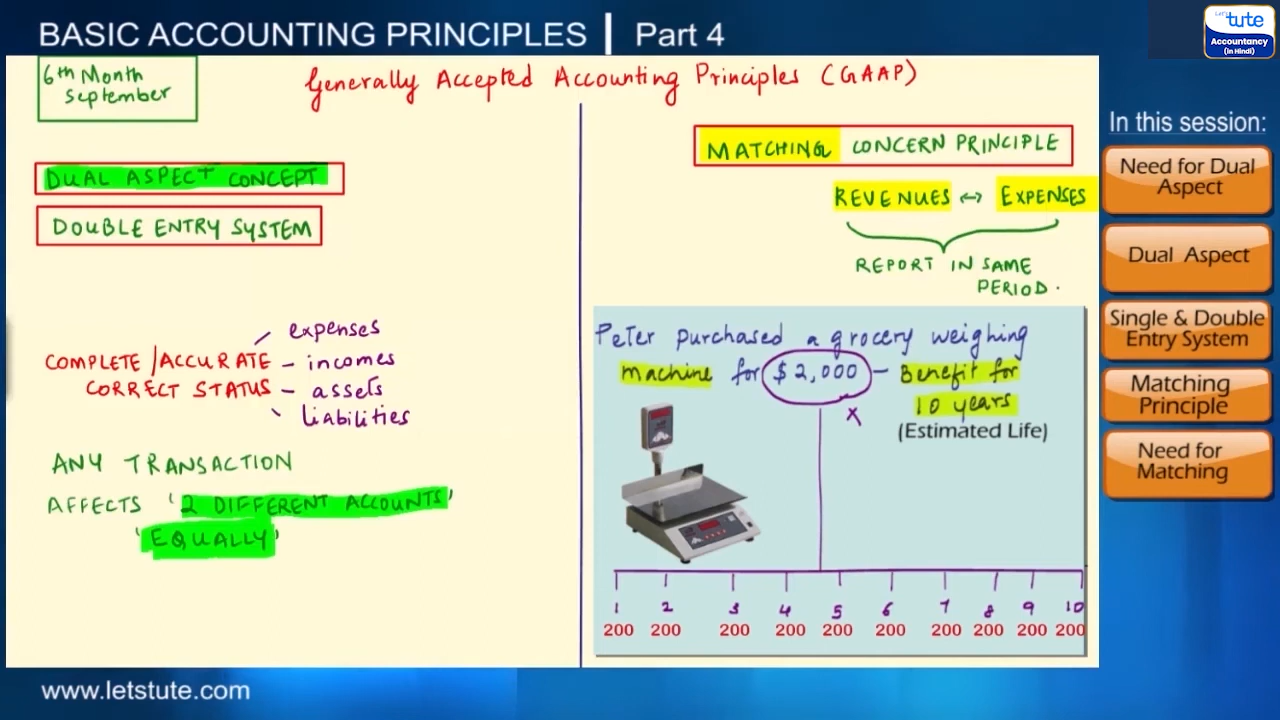 BASIC ACCOUNTING PRINCIPLES | Part 4
LET'S
tute
Accountancy
(in Hindi)
6th Month
September
Generally Accepted Accounting Principles (GAAP)
DUAL ASPECT CONCEPT
DOUBLE ENTRY SYSTEM
expenses
COMPLETE / ACCURATE – incomes
CORRECT STATUS – assets
liabilities
ANY TRANSACTION
AFFECTS '2 DIFFERENT ACCOUNTS'
'EQUALLY'
MATCHING CONCERN PRINCIPLE
REVENUES ↔ EXPENSES
REPORT IN SAME
PERIOD.
Peter purchased a grocery weighing
machine for $2,000 – Benefit for
x 10 years
(Estimated Life)
1 2 3 4 5 6 7 8 9 10
200 200 200 200 200 200 200 200 200 200
In this session:
Need for Dual
Aspect
Dual Aspect
Single & Double
Entry System
Matching
Principle
Need for
Matching
www.letstute.com